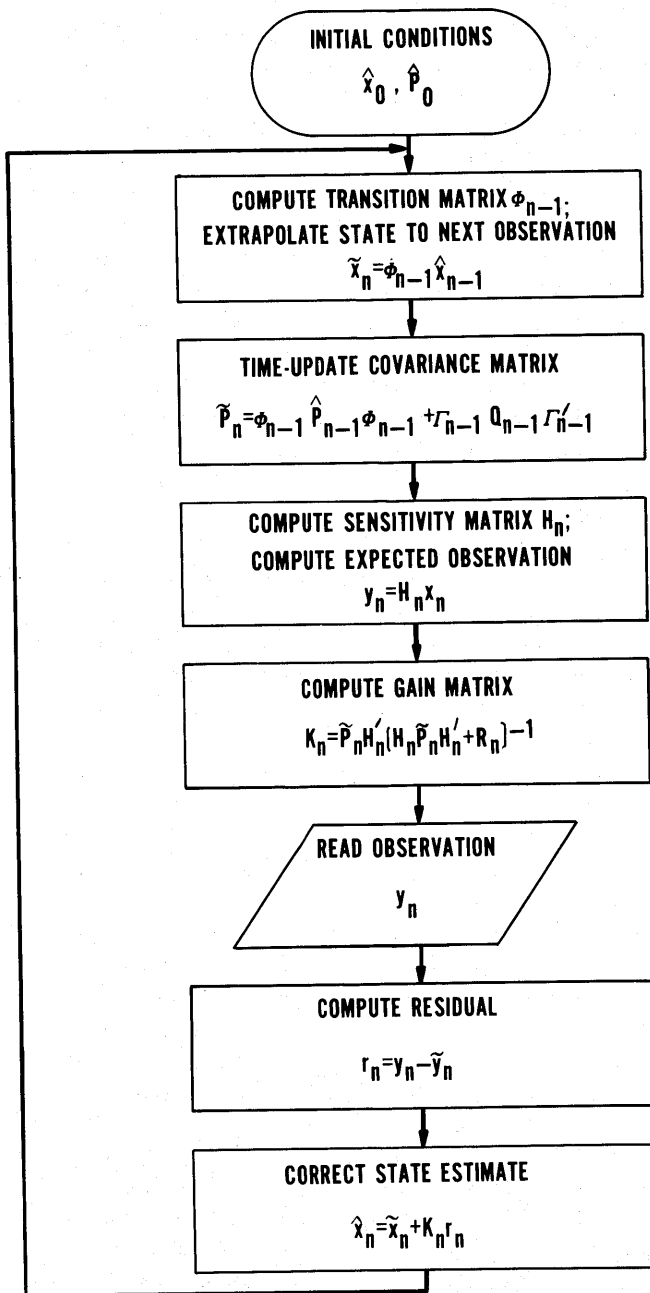 INITIAL CONDITIONS
x̂₀ , P̂₀
COMPUTE TRANSITION MATRIX Φₙ₋₁;
EXTRAPOLATE STATE TO NEXT OBSERVATION
x̃ₙ=Φₙ₋₁x̂ₙ₋₁
TIME-UPDATE COVARIANCE MATRIX
P̃ₙ=Φₙ₋₁ P̂ₙ₋₁Φₙ₋₁ +Γₙ₋₁ Qₙ₋₁ Γ′ₙ₋₁
COMPUTE SENSITIVITY MATRIX Hₙ;
COMPUTE EXPECTED OBSERVATION
yₙ=Hₙxₙ
COMPUTE GAIN MATRIX
Kₙ=P̃ₙH′ₙ[HₙP̃ₙH′ₙ+Rₙ]⁻¹
READ OBSERVATION
yₙ
COMPUTE RESIDUAL
rₙ=yₙ−ỹₙ
CORRECT STATE ESTIMATE
x̂ₙ=x̃ₙ+Kₙrₙ